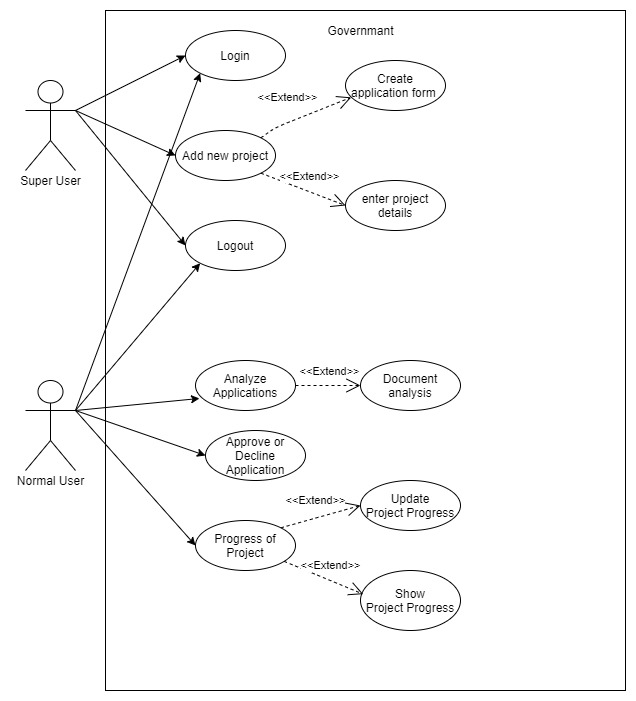 Governmant
Login
Create
application form
<<Extend>>
Add new project
<<Extend>>
Super User
enter project
details
Logout
Analyze
Applications
<<Extend>>
Document
analysis
Approve or
Decline
Application
Normal User
<<Extend>>
Update
Project Progress
Progress of
Project
<<Extend>>
Show
Project Progress